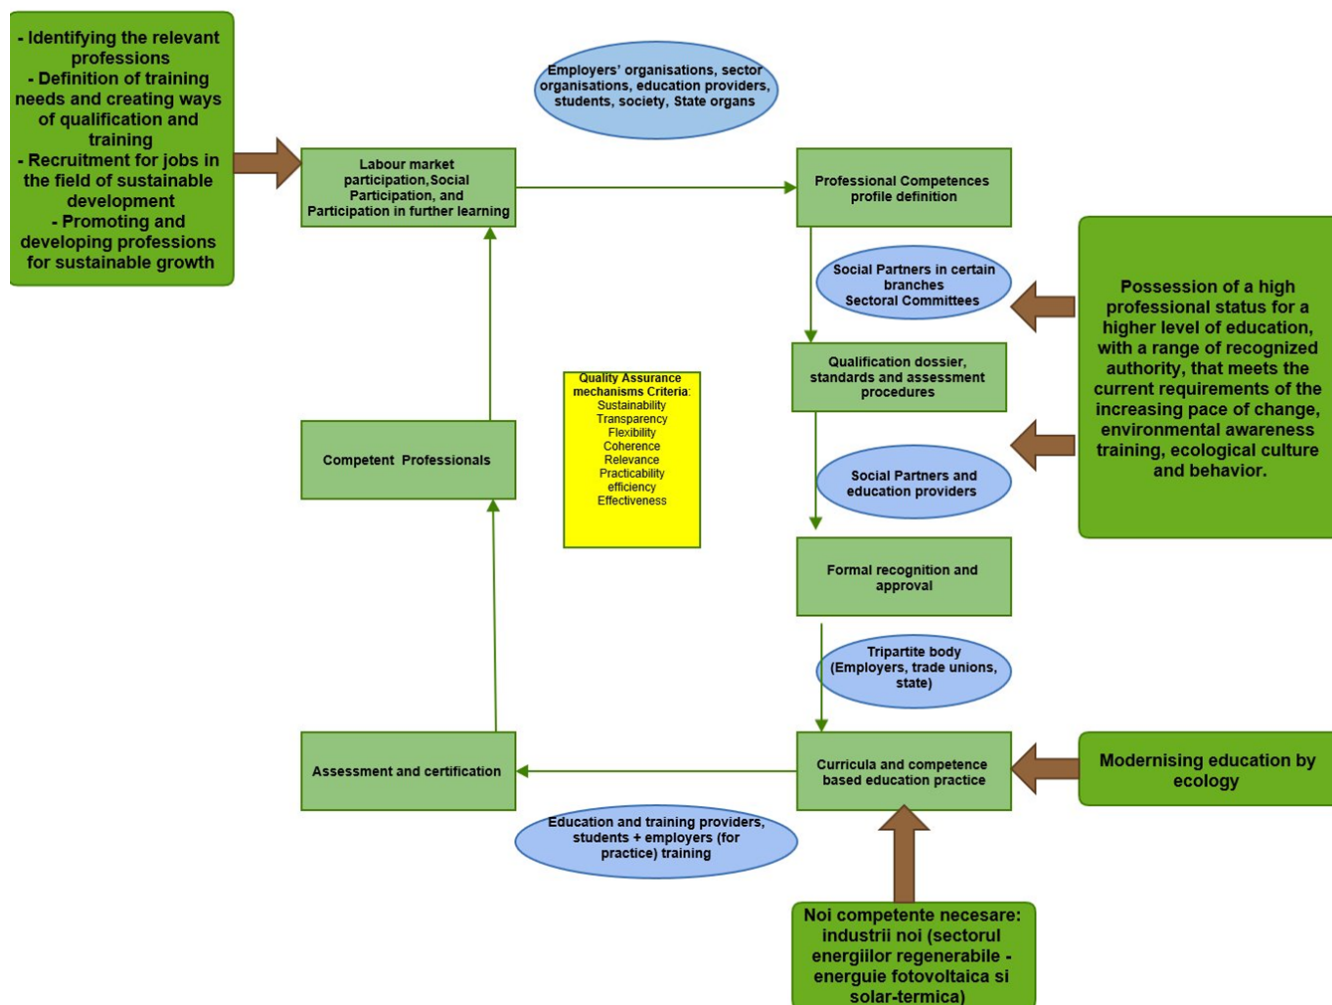 - Identifying the relevant
professions
- Definition of training
needs and creating ways
of qualification and
training
- Recruitment for jobs in
the field of sustainable
development
- Promoting and
developing professions
for sustainable growth
Employers' organisations, sector
organisations, education providers,
students, society, State organs
Labour market
participation,Social
Participation, and
Participation in further learning
Professional Competences
profile definition
Social Partners in certain
branches
Sectoral Committees
Possession of a high
professional status for a
higher level of education,
with a range of recognized
authority, that meets the
current requirements of the
increasing pace of change,
environmental awareness
training, ecological culture
and behavior.
Qualification dossier,
standards and assessment
procedures
Quality Assurance
mechanisms Criteria:
Sustainability
Transparency
Flexibility
Coherence
Relevance
Practicability
efficiency
Effectiveness
Competent Professionals
Social Partners and
education providers
Formal recognition and
approval
Tripartite body
(Employers, trade unions,
state)
Assessment and certification
Curricula and competence
based education practice
Modernising education by
ecology
Education and training providers,
students + employers (for
practice) training
Noi competente necesare:
industrii noi (sectorul
energiilor regenerabile -
energuie fotovoltaica si
solar-termica)